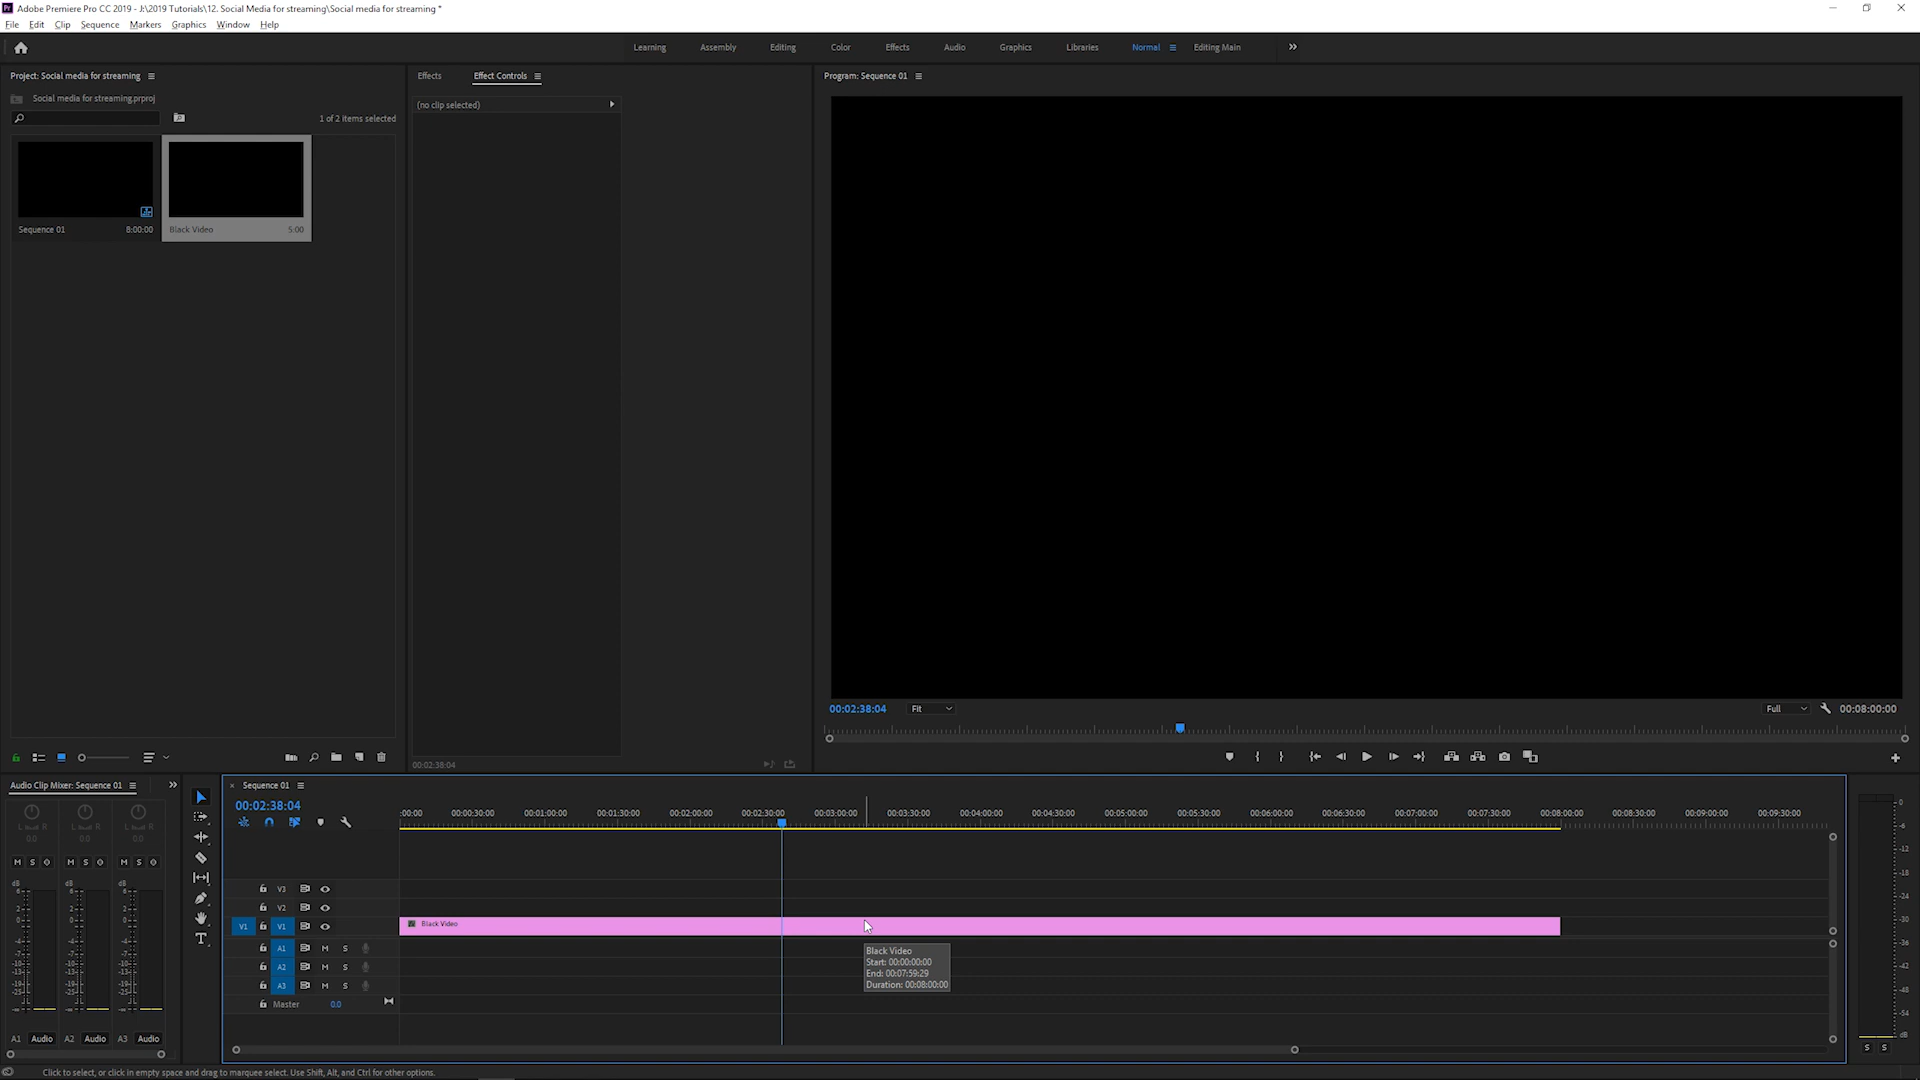 Adobe Premiere Pro CC 2019 - J:\2019 Tutorials\12. Social Media for streaming\Social media for streaming *
File Edit Clip Sequence Markers Graphics Window Help
Learning Assembly Editing Color Effects Audio Graphics Libraries Normal Editing Main
Project: Social media for streaming
Social media for streaming.prproj
1 of 2 items selected
Sequence 01 8:00:00
Black Video 5:00
Effects Effect Controls
(no clip selected)
00:02:38:04
Program: Sequence 01
00:02:38:04 Fit Full 00:08:00:00
Audio Clip Mixer: Sequence 01
L R L R L R
0.0 0.0 0.0
M S M S M S
dB dB dB
A1 Audio A2 Audio A3 Audio
Sequence 01
00:02:38:04
:00:00 00:00:30:00 00:01:00:00 00:01:30:00 00:02:00:00 00:02:30:00 00:03:00:00 00:03:30:00 00:04:00:00 00:04:30:00 00:05:00:00 00:05:30:00 00:06:00:00 00:06:30:00 00:07:00:00 00:07:30:00 00:08:00:00 00:08:30:00 00:09:00:00 00:09:30:00
V3
V2
V1 V1 Black Video
A1 M S
A2 M S
A3 M S
Master 0.0
Black Video
Start: 00:00:00:00
End: 00:07:59:29
Duration: 00:08:00:00
0
-6
-12
-18
-24
-30
-36
-42
-48
-54
dB
S S
Click to select, or click in empty space and drag to marquee select. Use Shift, Alt, and Ctrl for other options.